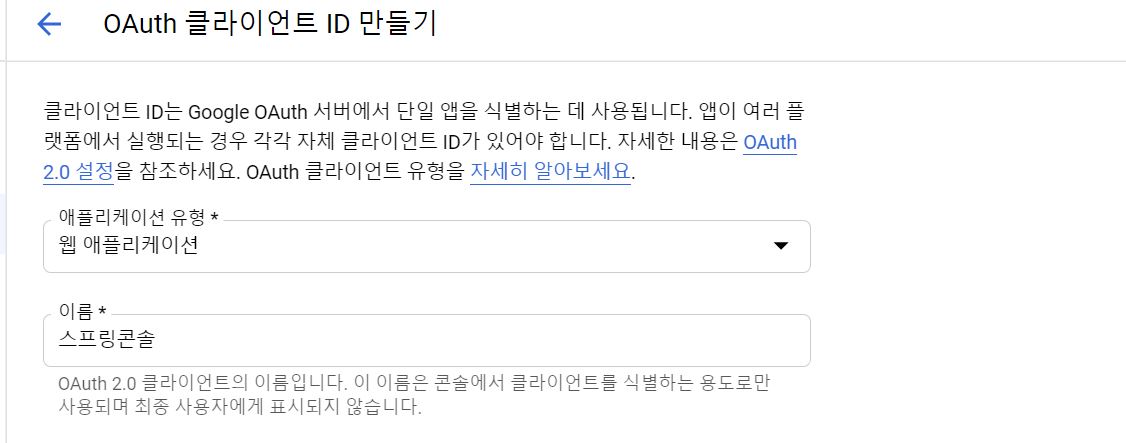 OAuth 클라이언트 ID 만들기
클라이언트 ID는 Google OAuth 서버에서 단일 앱을 식별하는 데 사용됩니다. 앱이 여러 플
랫폼에서 실행되는 경우 각각 자체 클라이언트 ID가 있어야 합니다. 자세한 내용은 OAuth
2.0 설정을 참조하세요. OAuth 클라이언트 유형을 자세히 알아보세요.
애플리케이션 유형 *
웹 애플리케이션
이름 *
스프링콘솔
OAuth 2.0 클라이언트의 이름입니다. 이 이름은 콘솔에서 클라이언트를 식별하는 용도로만
사용되며 최종 사용자에게 표시되지 않습니다.